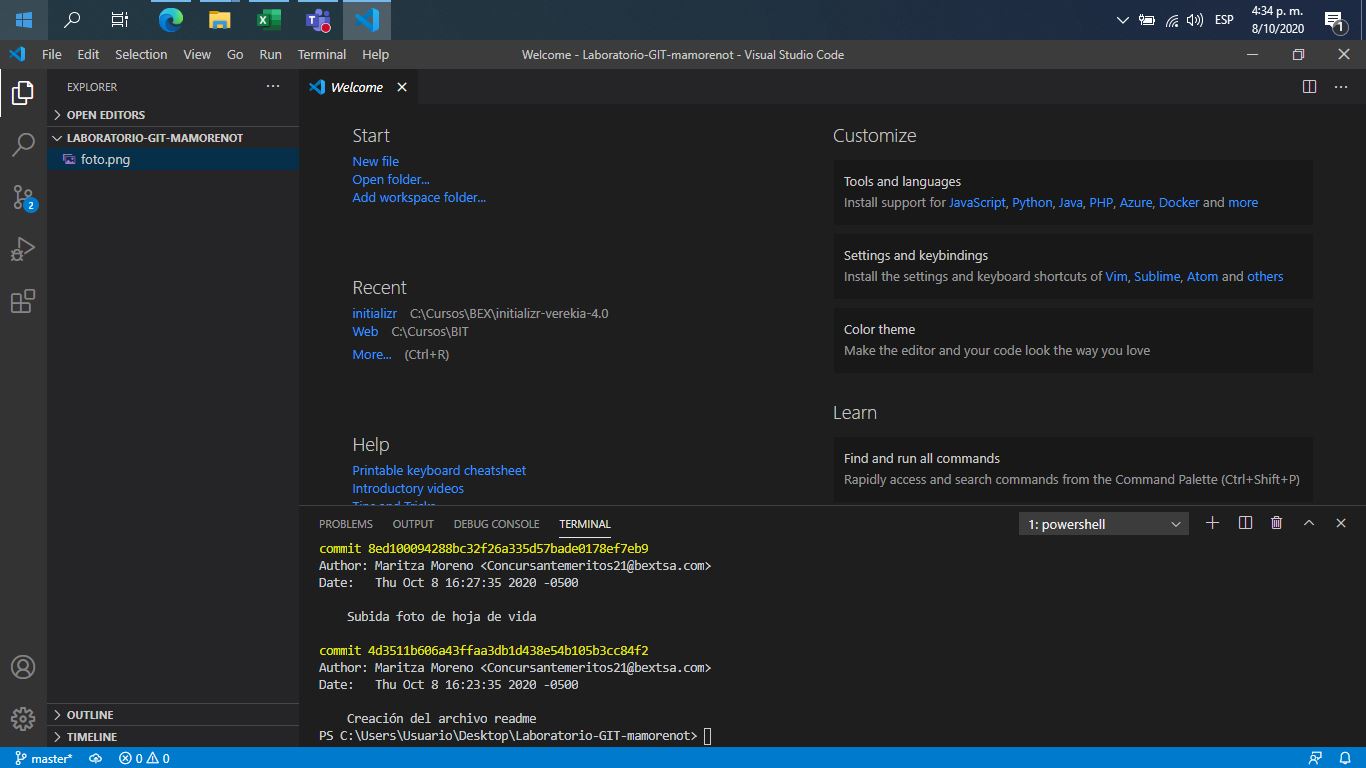 4:34 p. m.
ESP
8/10/2020
1
File Edit Selection View Go Run Terminal Help
Welcome - Laboratorio-GIT-mamorenot - Visual Studio Code
EXPLORER
OPEN EDITORS
LABORATORIO-GIT-MAMORENOT
foto.png
2
OUTLINE
TIMELINE
Welcome
Start
New file
Open folder...
Add workspace folder...
Recent
initializr C:\Cursos\BEX\initializr-verekia-4.0
Web C:\Cursos\BIT
More... (Ctrl+R)
Help
Printable keyboard cheatsheet
Introductory videos
Tips and Tricks
Customize
Tools and languages
Install support for JavaScript, Python, Java, PHP, Azure, Docker and more
Settings and keybindings
Install the settings and keyboard shortcuts of Vim, Sublime, Atom and others
Color theme
Make the editor and your code look the way you love
Learn
Find and run all commands
Rapidly access and search commands from the Command Palette (Ctrl+Shift+P)
PROBLEMS OUTPUT DEBUG CONSOLE TERMINAL
1: powershell
commit 8ed100094288bc32f26a335d57bade0178ef7eb9
Author: Maritza Moreno <Concursantemeritos21@bextsa.com>
Date: Thu Oct 8 16:27:35 2020 -0500
Subida foto de hoja de vida
commit 4d3511b606a43ffaa3db1d438e54b105b3cc84f2
Author: Maritza Moreno <Concursantemeritos21@bextsa.com>
Date: Thu Oct 8 16:23:35 2020 -0500
Creación del archivo readme
PS C:\Users\Usuario\Desktop\Laboratorio-GIT-mamorenot>
master* 0 0